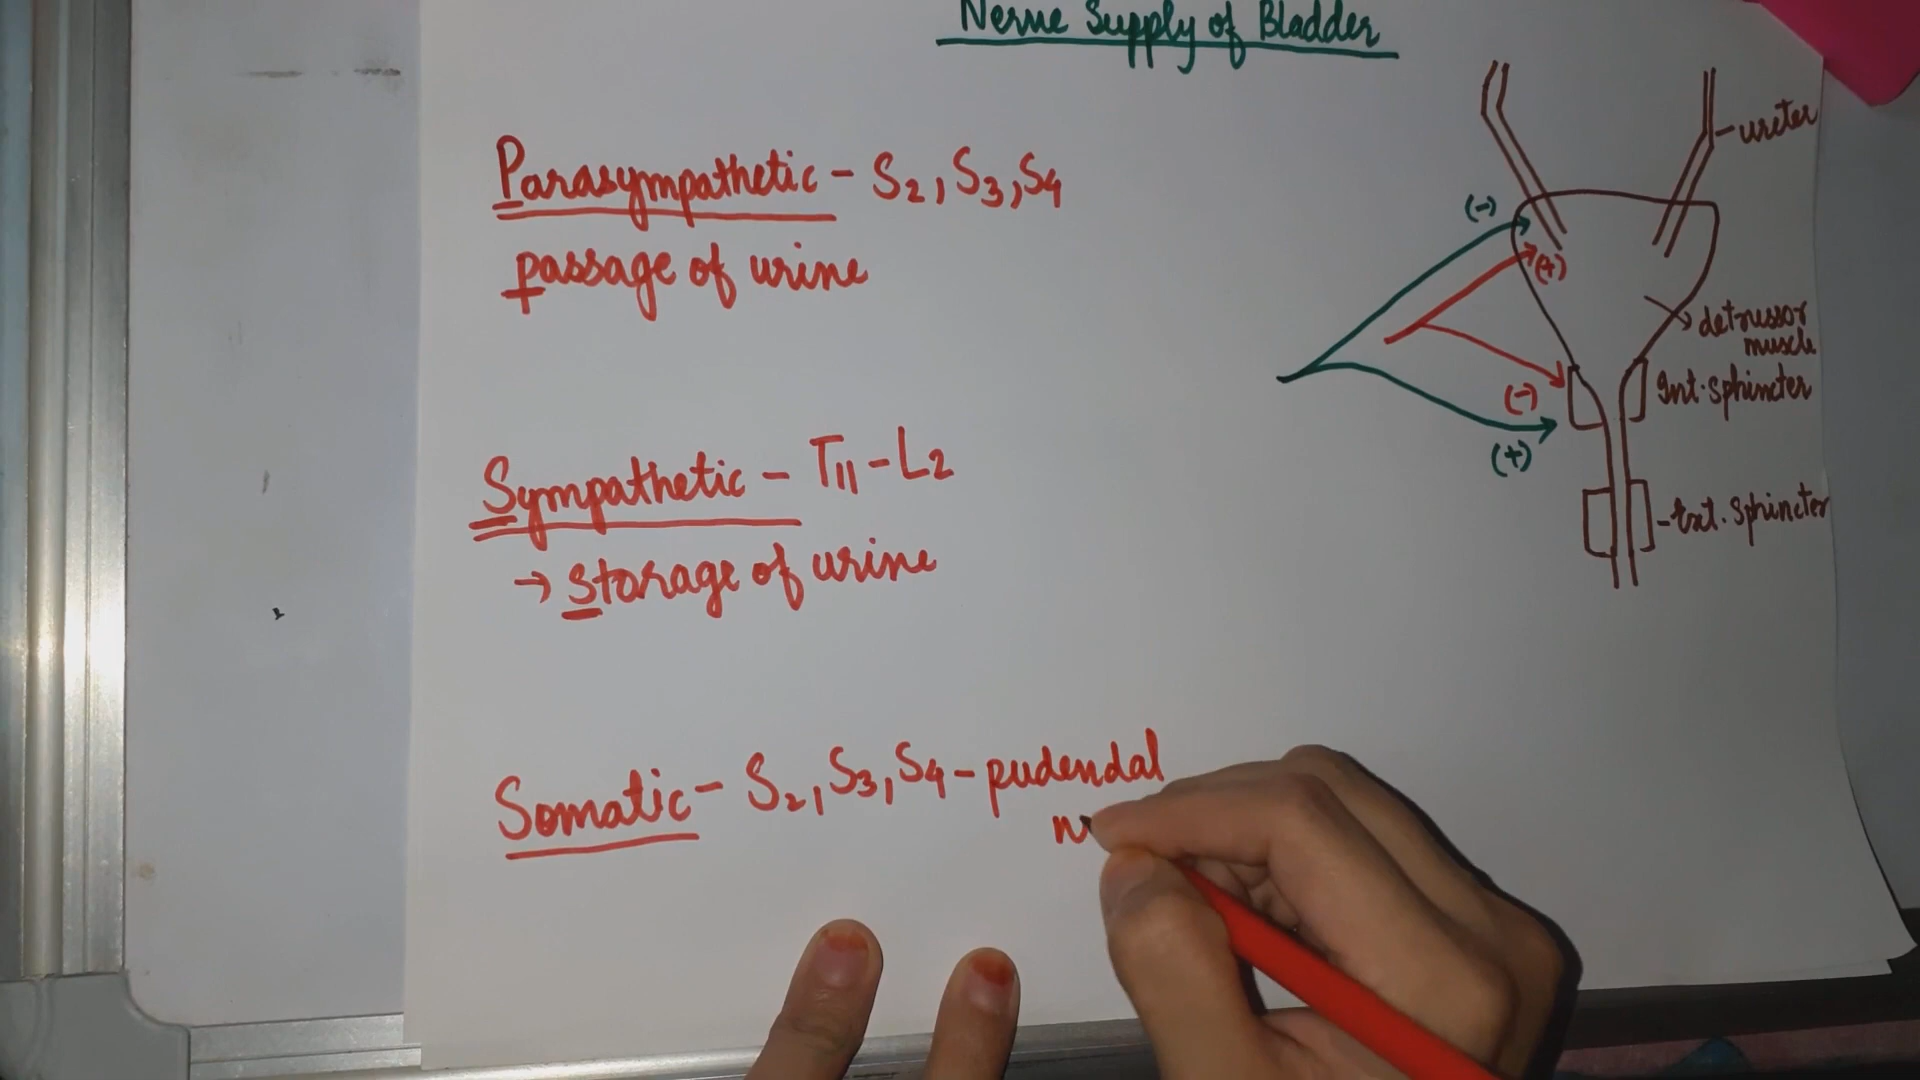 Nerve Supply of Bladder
Parasympathetic - S2, S3, S4
passage of urine
Sympathetic - T11 - L2
→ storage of urine
Somatic - S2, S3, S4 - pudendal
n
ureter
(-)
(+)
detrussor
muscle
(-)
Int. Sphincter
(+)
- Ext. Sphincter